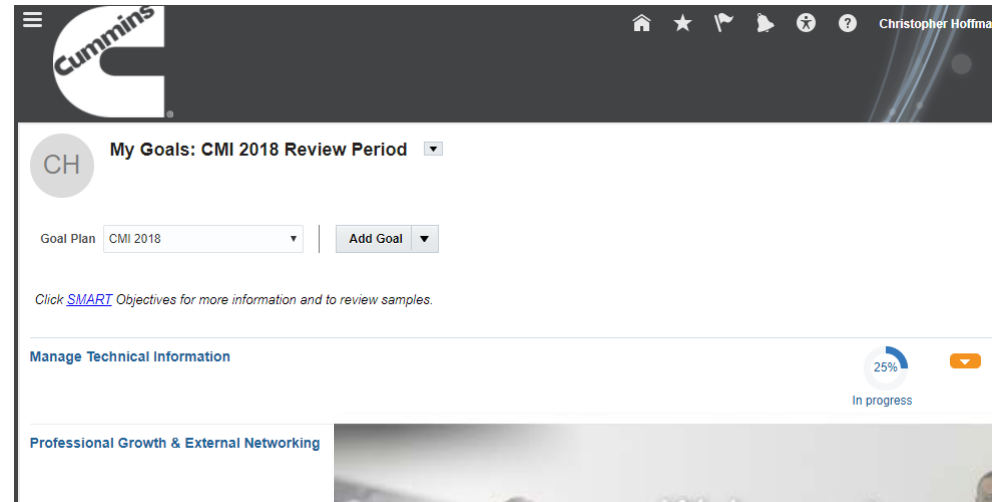 cummins
Christopher Hoffma
CH
My Goals: CMI 2018 Review Period
Goal Plan CMI 2018 Add Goal
Click SMART Objectives for more information and to review samples.
Manage Technical Information
25%
In progress
Professional Growth & External Networking